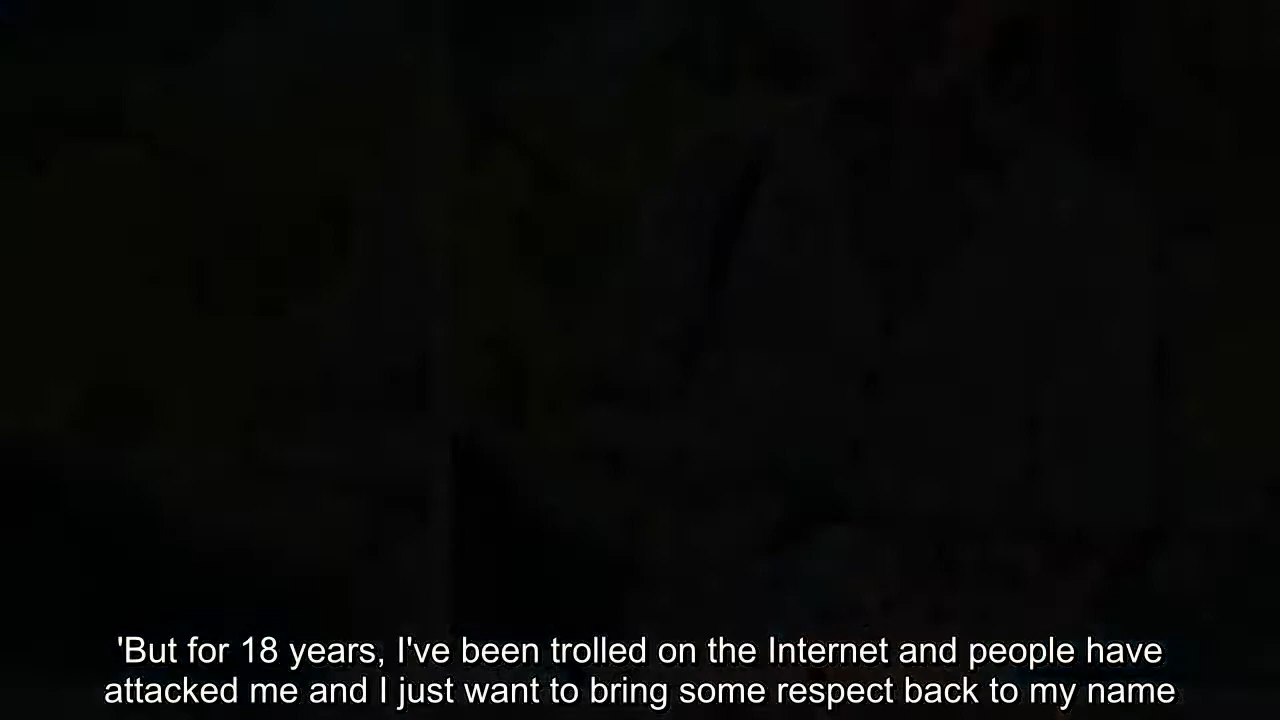 'But for 18 years, I've been trolled on the Internet and people have
attacked me and I just want to bring some respect back to my name